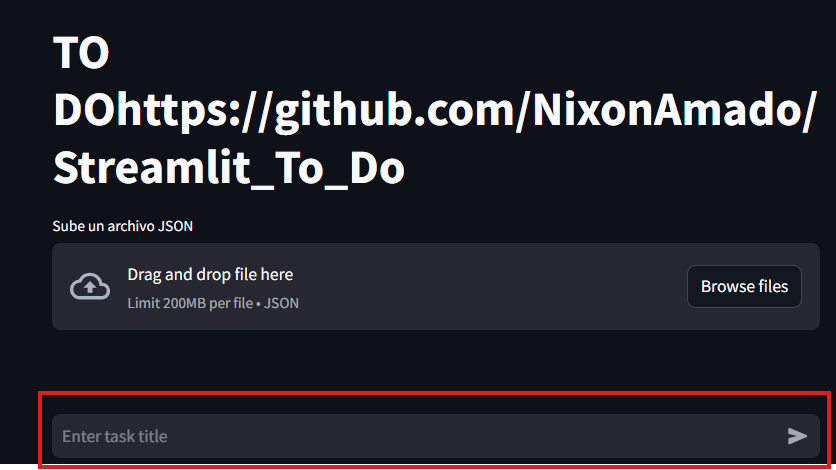 TO
DOhttps://github.com/NixonAmado/
Streamlit_To_Do
Sube un archivo JSON
Drag and drop file here
Limit 200MB per file • JSON
Browse files
Enter task title